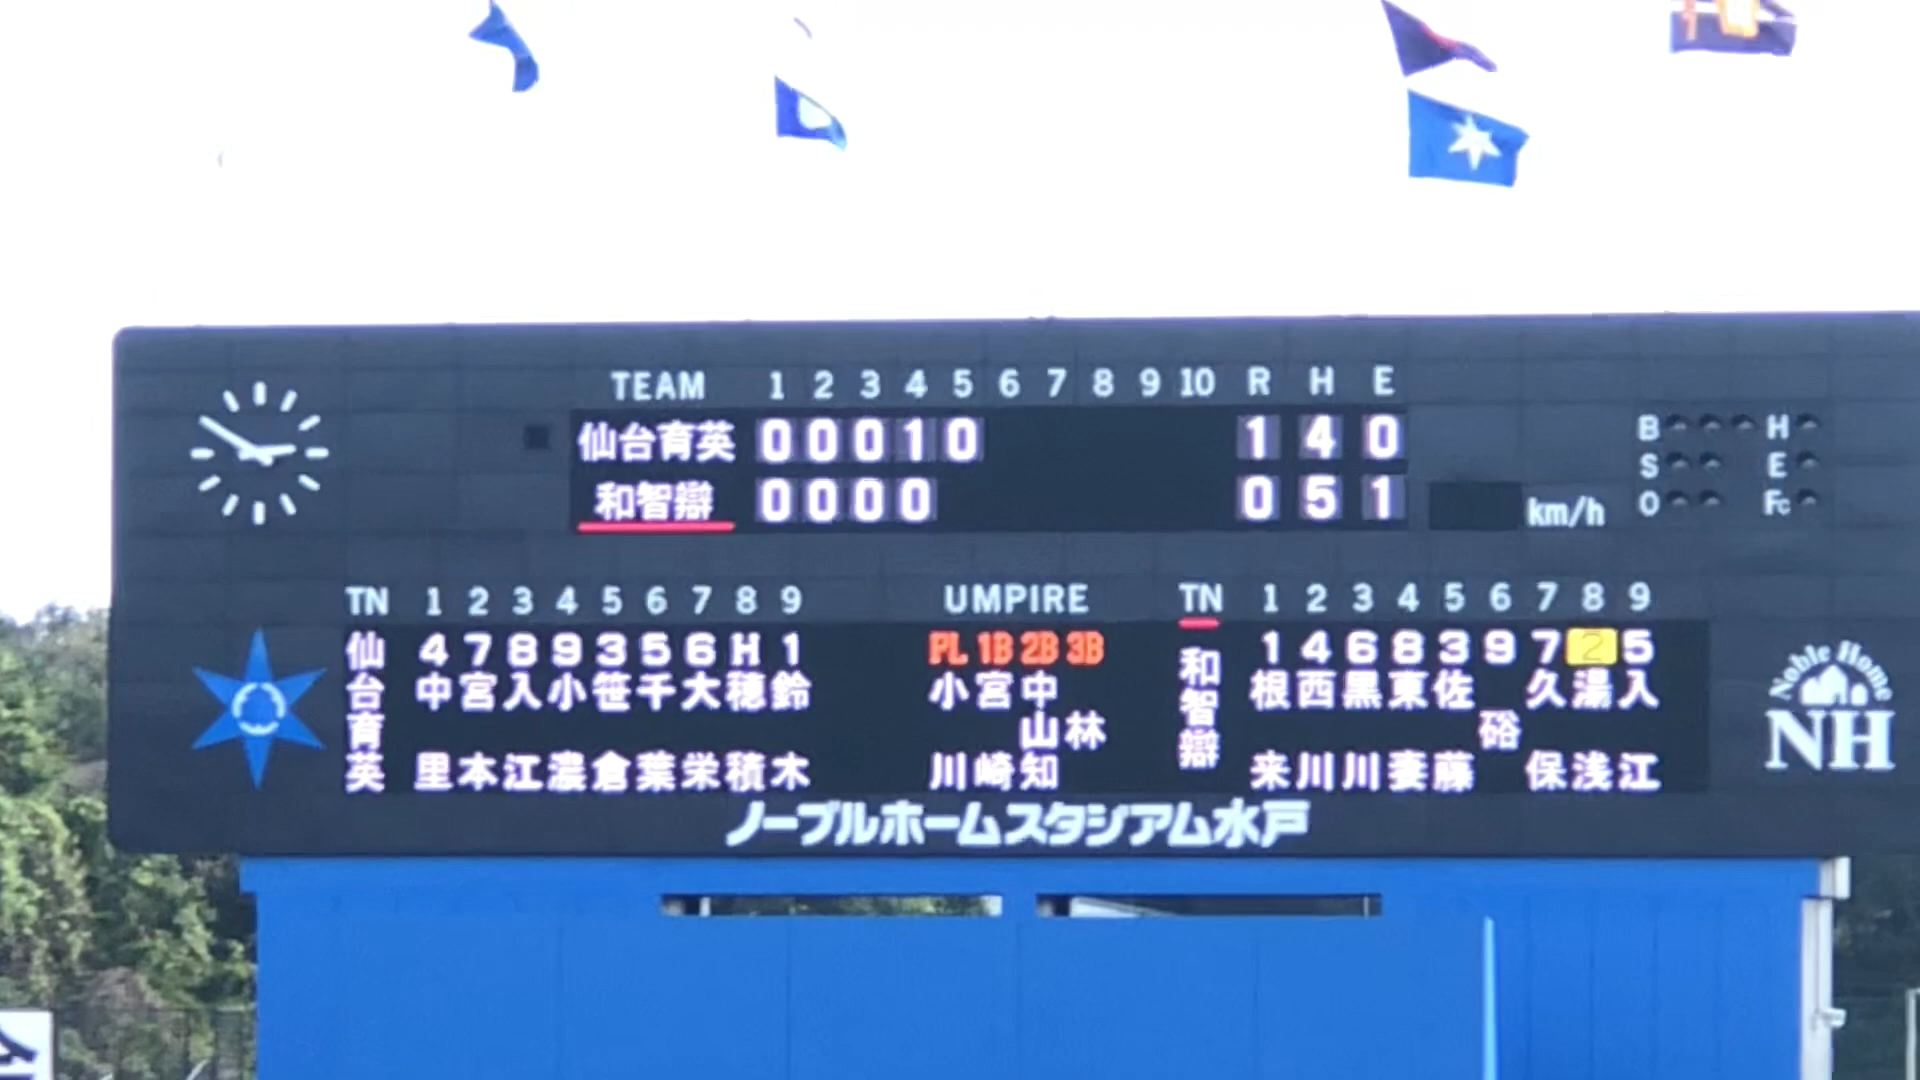 TEAM 1 2 3 4 5 6 7 8 9 10 R H E
仙台育英 0 0 0 1 0 1 4 0
和智辯 0 0 0 0 0 5 1
km/h
B H
S E
O Fc
TN 1 2 3 4 5 6 7 8 9
仙台育英 4 7 8 9 3 5 6 H 1
中里 宮本 入江 小濃 笹倉 千葉 大栄 穂積 鈴木
UMPIRE
PL 1B 2B 3B
小川 宮崎 中山知 林
TN 1 2 3 4 5 6 7 8 9
和智辯 1 4 6 8 3 9 7 2 5
根来 西川 黒川 東妻 佐藤 硲 久保 湯浅 入江
Noble Home
NH
ノーブルホームスタジアム水戸